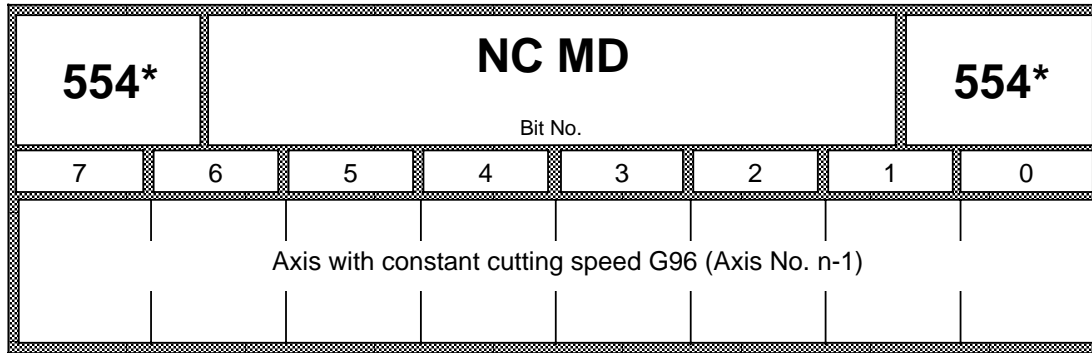 554* NC MD 554*
Bit No.
7 6 5 4 3 2 1 0
Axis with constant cutting speed G96 (Axis No. n-1)